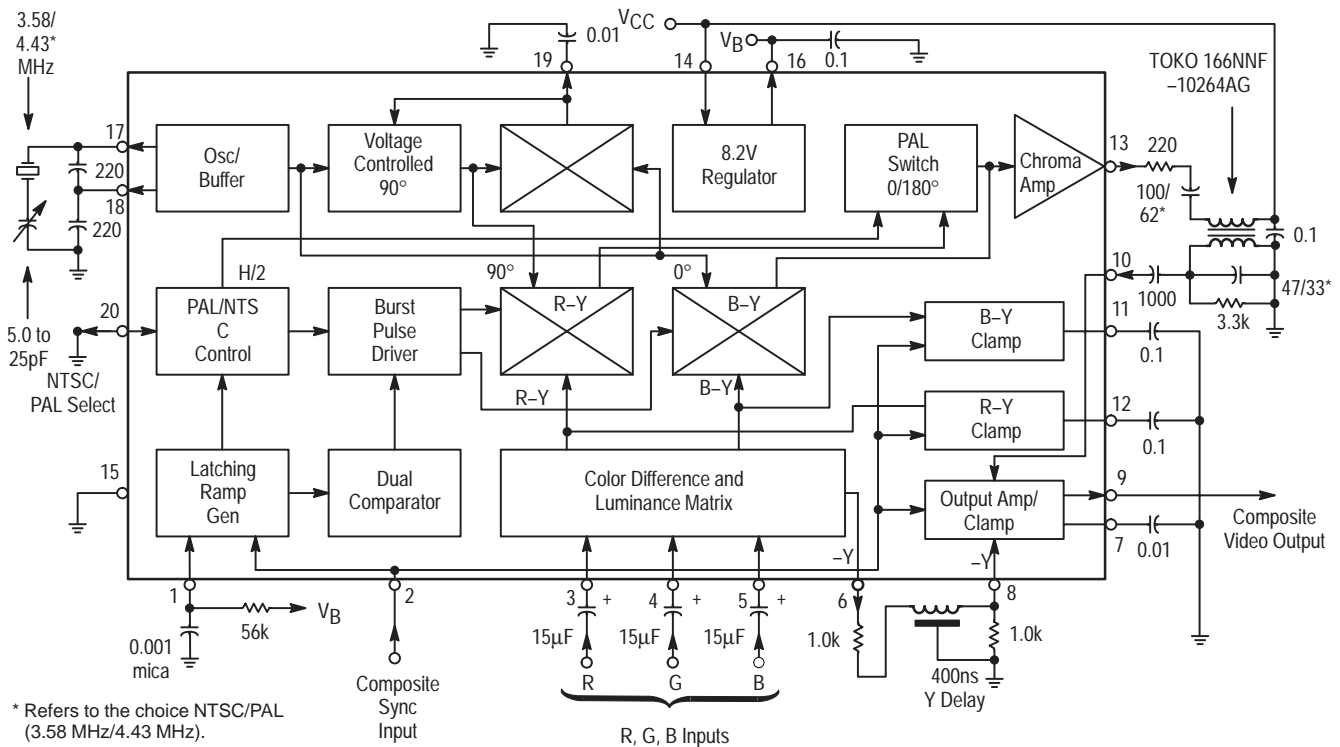 3.58/
4.43*
MHz
0.01
19
VCC
VB
14
16
0.1
TOKO 166NNF
–10264AG
17
220
18
220
Osc/
Buffer
Voltage
Controlled
90°
8.2V
Regulator
PAL
Switch
0/180°
Chroma
Amp
13
220
100/
62*
0.1
10
1000
47/33*
3.3k
5.0 to
25pF
20
NTSC/
PAL Select
H/2
PAL/NTS
C
Control
Burst
Pulse
Driver
90°
R–Y
0°
B–Y
R–Y
B–Y
B–Y
Clamp
11
0.1
R–Y
Clamp
12
0.1
15
Latching
Ramp
Gen
Dual
Comparator
Color Difference and
Luminance Matrix
Output Amp/
Clamp
9
Composite
Video Output
7
0.01
–Y
–Y
1
VB
56k
0.001
mica
2
Composite
Sync
Input
3
+
4
+
5
+
15µF
15µF
15µF
R
G
B
R, G, B Inputs
6
1.0k
400ns
Y Delay
8
1.0k
* Refers to the choice NTSC/PAL
(3.58 MHz/4.43 MHz).